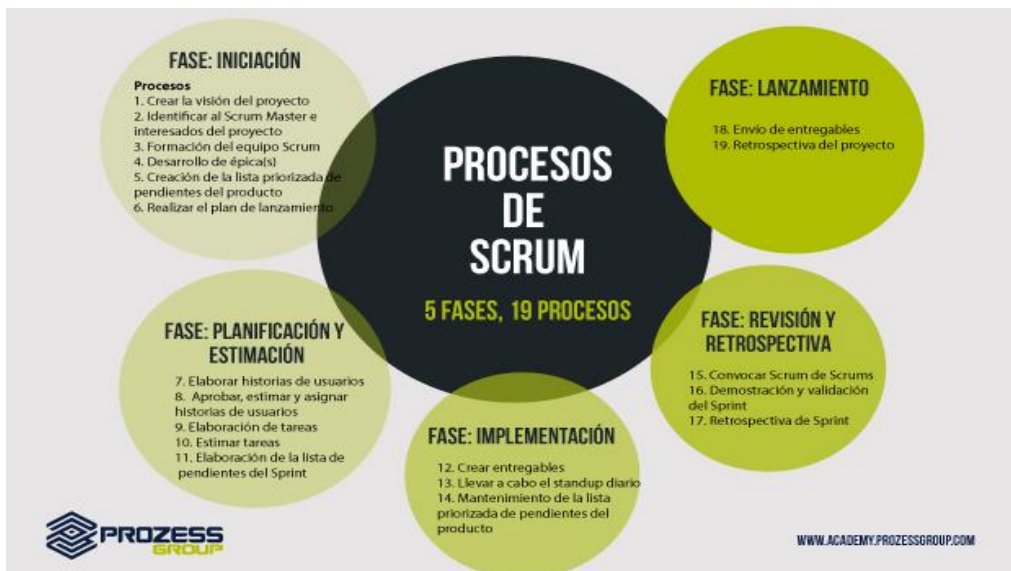 FASE: INICIACIÓN
Procesos
1. Crear la visión del proyecto
2. Identificar al Scrum Master e
interesados del proyecto
3. Formación del equipo Scrum
4. Desarrollo de épica(s)
5. Creación de la lista priorizada de
pendientes del producto
6. Realizar el plan de lanzamiento
PROCESOS
DE
SCRUM
5 FASES, 19 PROCESOS
FASE: LANZAMIENTO
18. Envío de entregables
19. Retrospectiva del proyecto
FASE: PLANIFICACIÓN Y
ESTIMACIÓN
7. Elaborar historias de usuarios
8. Aprobar, estimar y asignar
historias de usuarios
9. Elaboración de tareas
10. Estimar tareas
11. Elaboración de la lista de
pendientes del Sprint
FASE: IMPLEMENTACIÓN
12. Crear entregables
13. Llevar a cabo el standup diario
14. Mantenimiento de la lista
priorizada de pendientes del
producto
FASE: REVISIÓN Y
RETROSPECTIVA
15. Convocar Scrum de Scrums
16. Demostración y validación
del Sprint
17. Retrospectiva de Sprint
PROZESS
GROUP
WWW.ACADEMY.PROZESSGROUP.COM